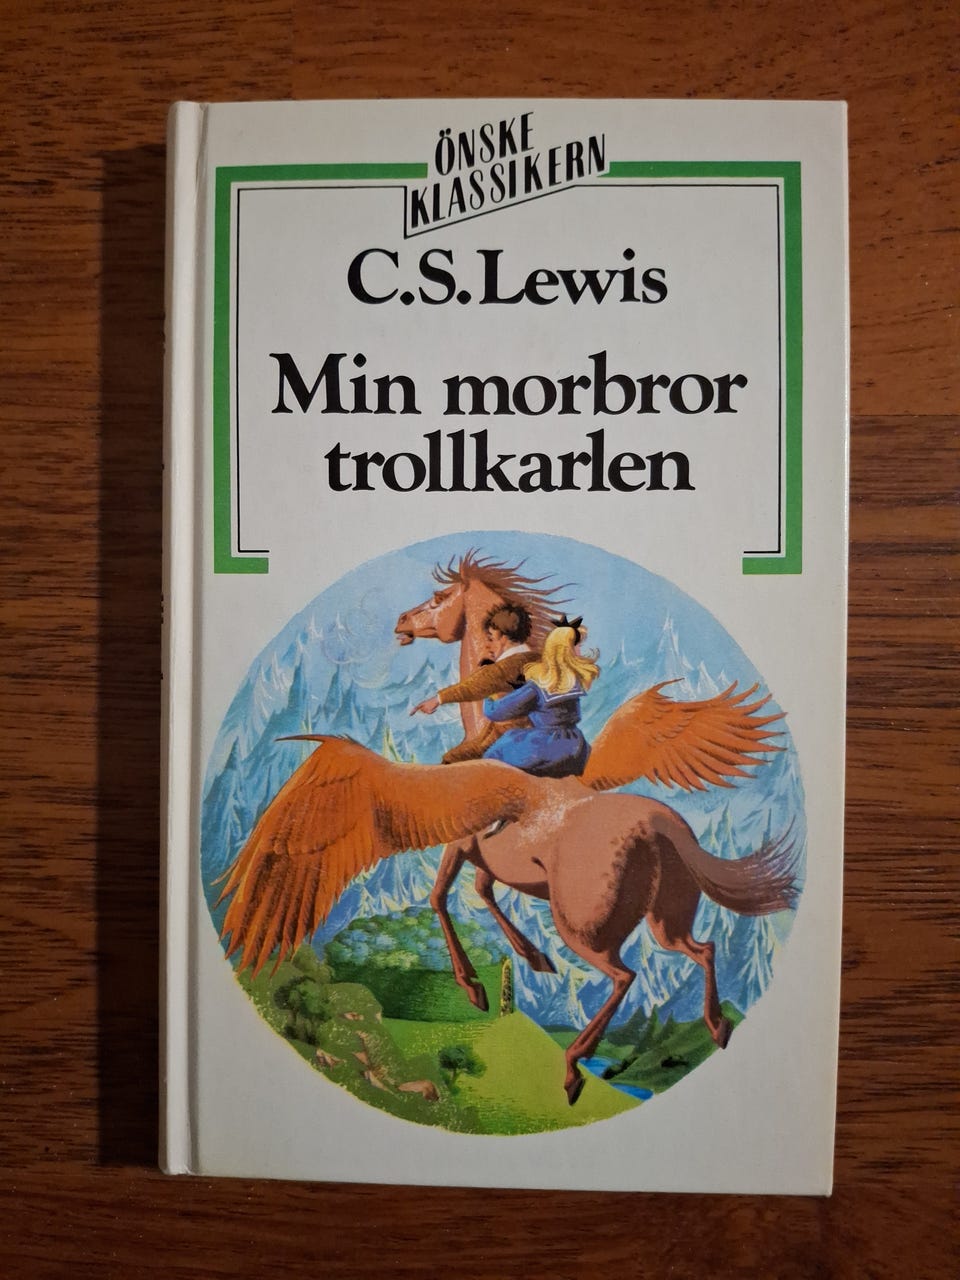 ÖNSKE
KLASSIKERN
C.S.Lewis
Min morbror
trollkarlen